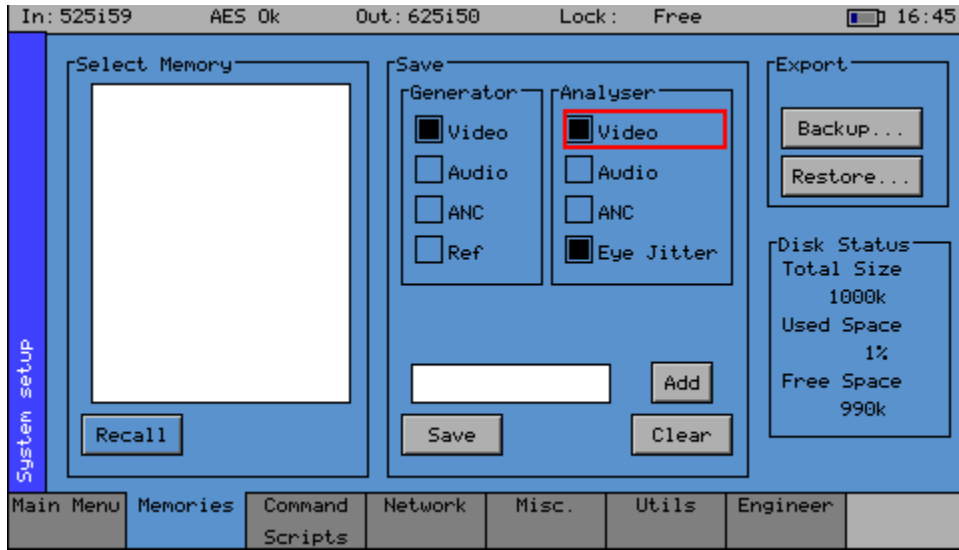 In:525i59 AES Ok Out:625i50 Lock: Free 16:45
System setup
Select Memory
Recall
Save
Generator
Video
Audio
ANC
Ref
Analyser
Video
Audio
ANC
Eye Jitter
Add
Save
Clear
Export
Backup...
Restore...
Disk Status
Total Size
1000k
Used Space
1%
Free Space
990k
Main Menu
Memories
Command
Scripts
Network
Misc.
Utils
Engineer